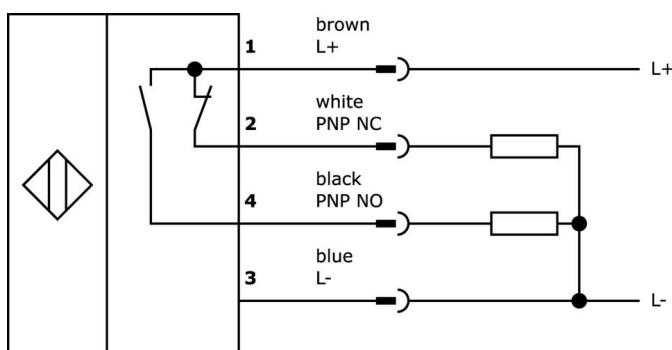 brown
1 L+
L+
white
2 PNP NC
black
4 PNP NO
blue
3 L-
L-